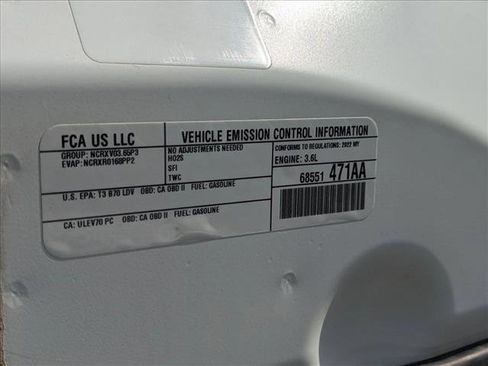 FCA US LLC
GROUP: NCRXV03.65P3
EVAP: NCRXR0168PP2
VEHICLE EMISSION CONTROL INFORMATION
NO ADJUSTMENTS NEEDED
HO2S
SFI
TWC
CONFORMS TO REGULATIONS: 2022 MY
ENGINE: 3.6L
68551 471AA
U.S. EPA: T3 B70 LDV OBD: CA OBD II FUEL: GASOLINE
CA: ULEV70 PC OBD: CA OBD II FUEL: GASOLINE